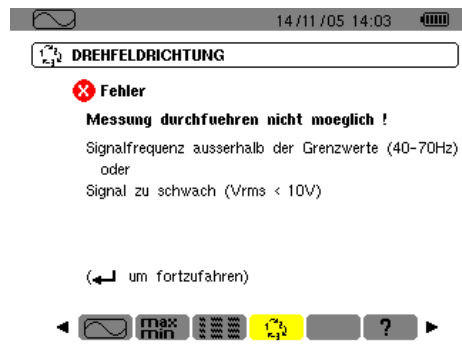 14/11/05 14:03
DREHFELDRICHTUNG
Fehler
Messung durchfuehren nicht moeglich !
Signalfrequenz ausserhalb der Grenzwerte (40-70Hz)
oder
Signal zu schwach (Vrms < 10V)
(↵ um fortzufahren)
max
min
?